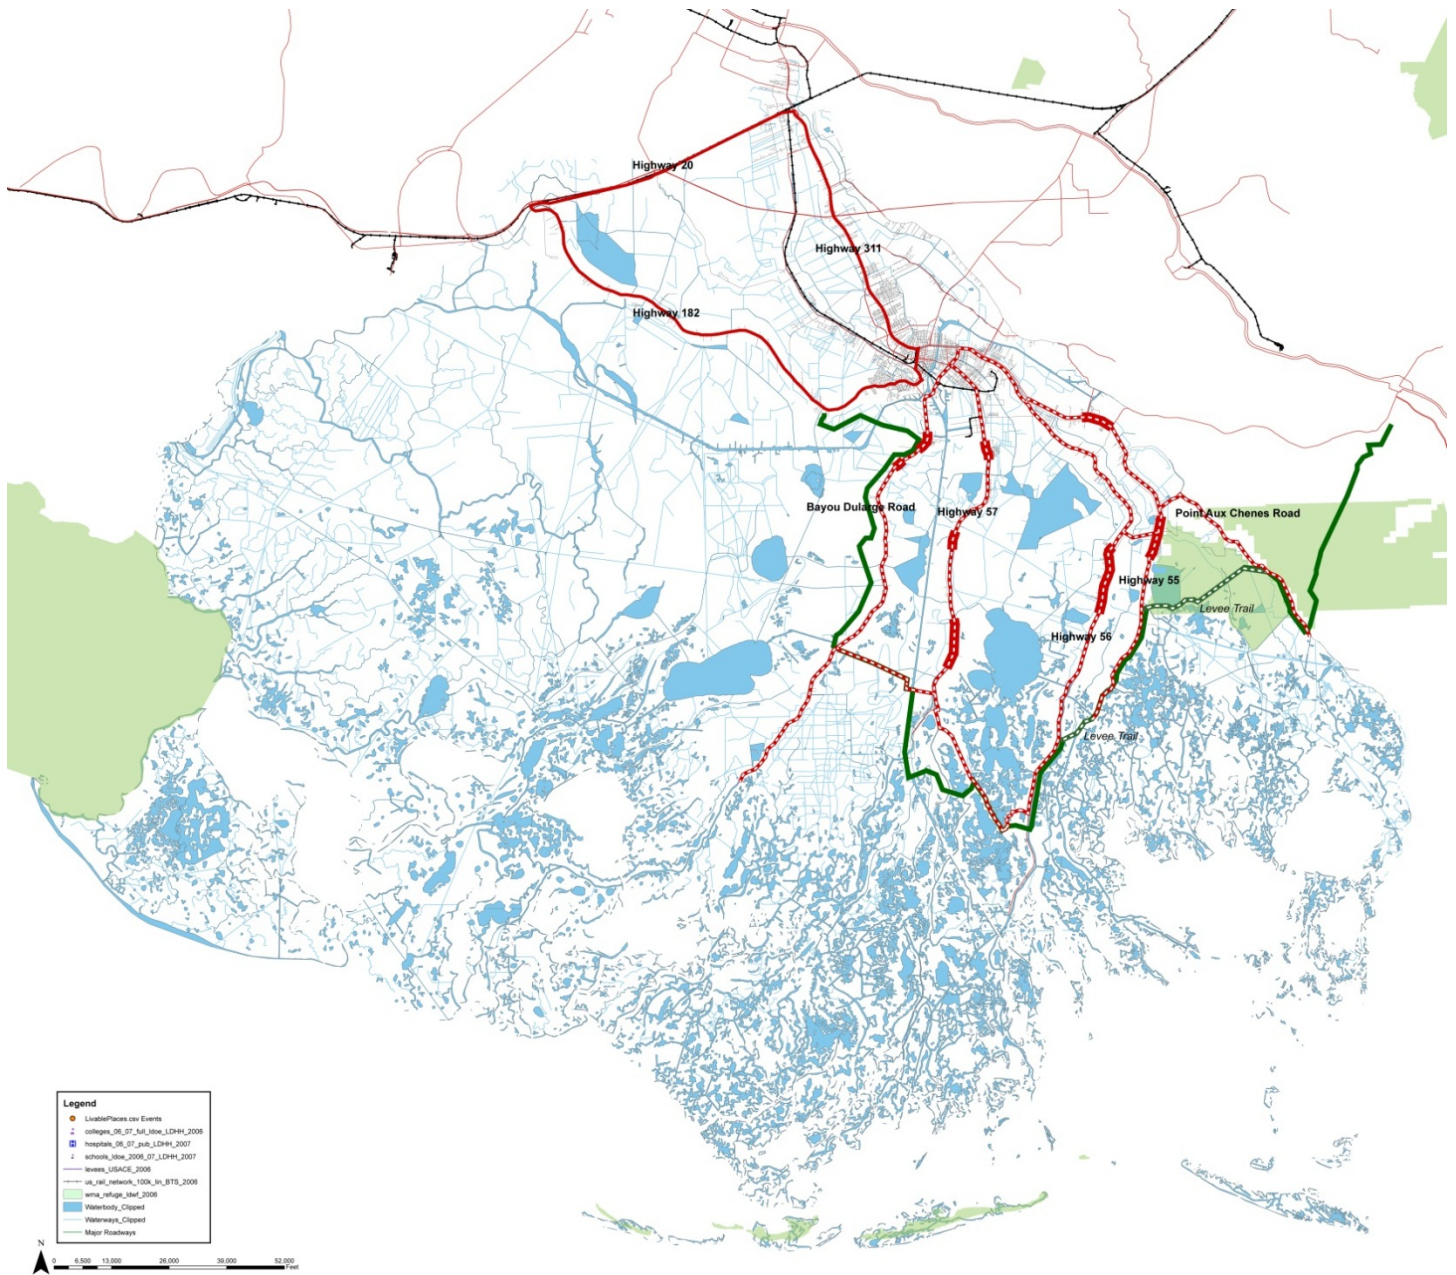 Highway 20
Highway 311
Highway 182
Bayou Dularge Road
Highway 57
Point Aux Chenes Road
Highway 55
Levee Trail
Highway 56
Levee Trail
Legend
LivablePlaces.csv Events
colleges_06_07_full_ldoe_LDHH_2006
hospitals_06_07_pub_LDHH_2007
schools_ldoe_2006_07_LDHH_2007
levees_USACE_2006
us_rail_network_100k_lin_BTS_2006
wma_refuge_ldwf_2006
Waterbody_Clipped
Waterways_Clipped
Major Roadways
N
0 6,500 13,000 26,000 39,000 52,000
Feet